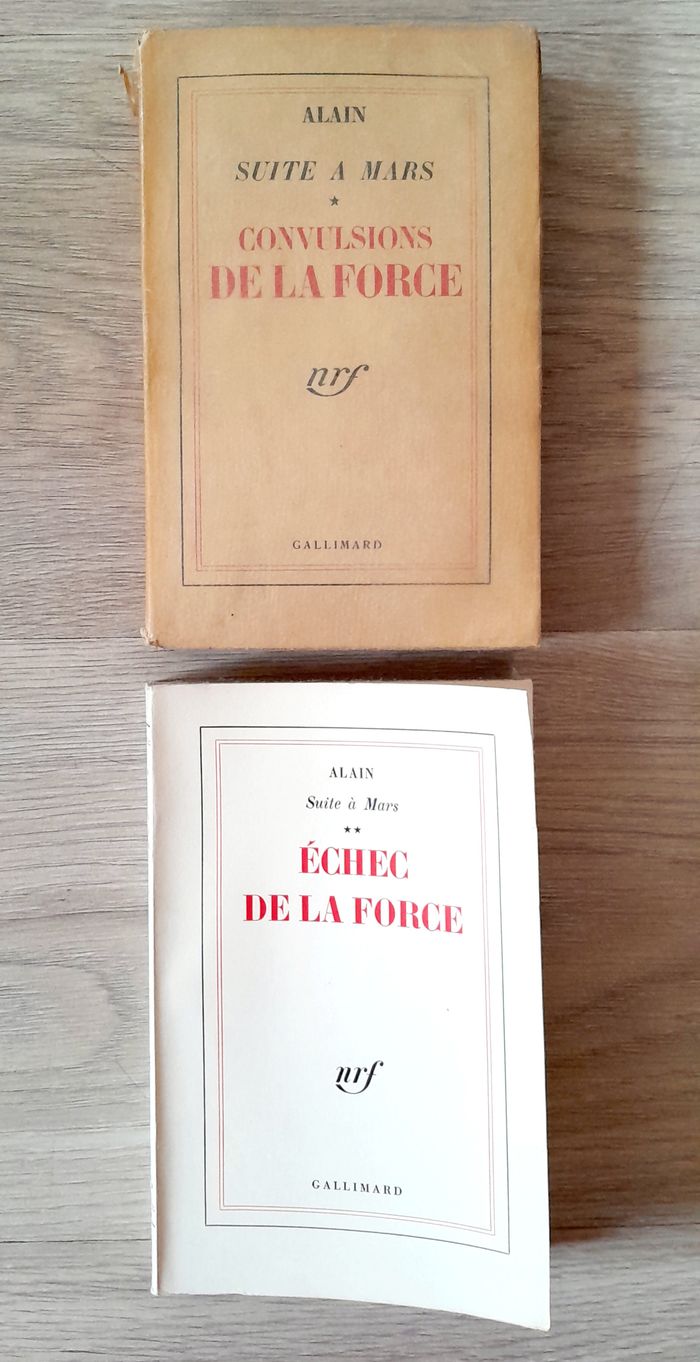 ALAIN
SUITE A MARS
★
CONVULSIONS
DE LA FORCE
nrf
GALLIMARD
ALAIN
Suite à Mars
★★
ÉCHEC
DE LA FORCE
nrf
GALLIMARD